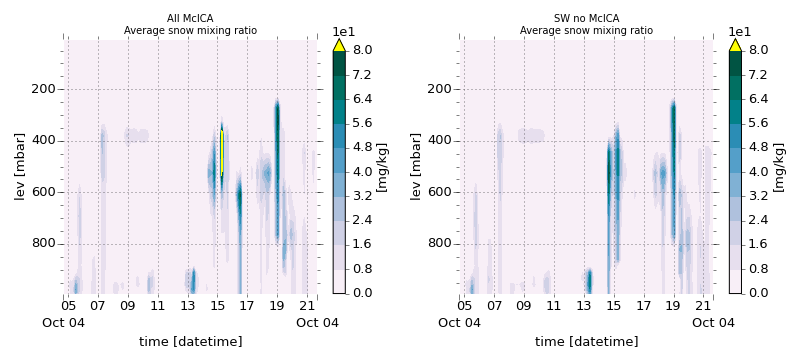 All McICA
Average snow mixing ratio
1e1
8.0
7.2
6.4
5.6
4.8
4.0
3.2
2.4
1.6
0.8
0.0
[mg/kg]
200
400
600
800
lev [mbar]
05 07 09 11 13 15 17 19 21
Oct 04 Oct 04
time [datetime]
SW no McICA
Average snow mixing ratio
1e1
8.0
7.2
6.4
5.6
4.8
4.0
3.2
2.4
1.6
0.8
0.0
[mg/kg]
200
400
600
800
lev [mbar]
05 07 09 11 13 15 17 19 21
Oct 04 Oct 04
time [datetime]